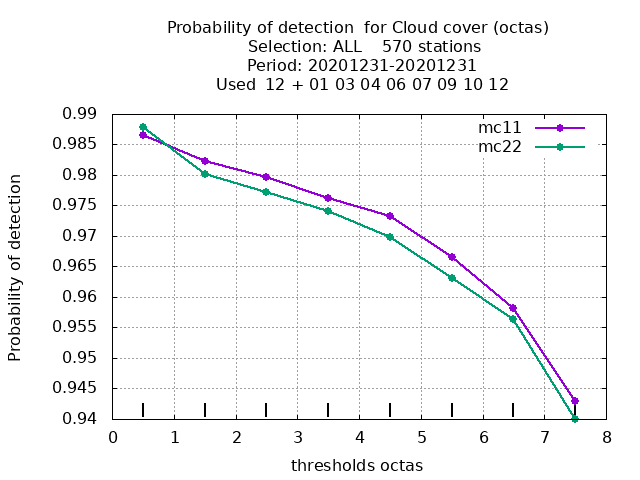 Probability of detection  for Cloud cover (octas)
Selection: ALL    570 stations
Period: 20201231-20201231
Used  12 + 01 03 04 06 07 09 10 12
mc11
mc22
0.99
0.985
0.98
0.975
0.97
0.965
0.96
0.955
0.95
0.945
0.94
Probability of detection
0 1 2 3 4 5 6 7 8
thresholds octas